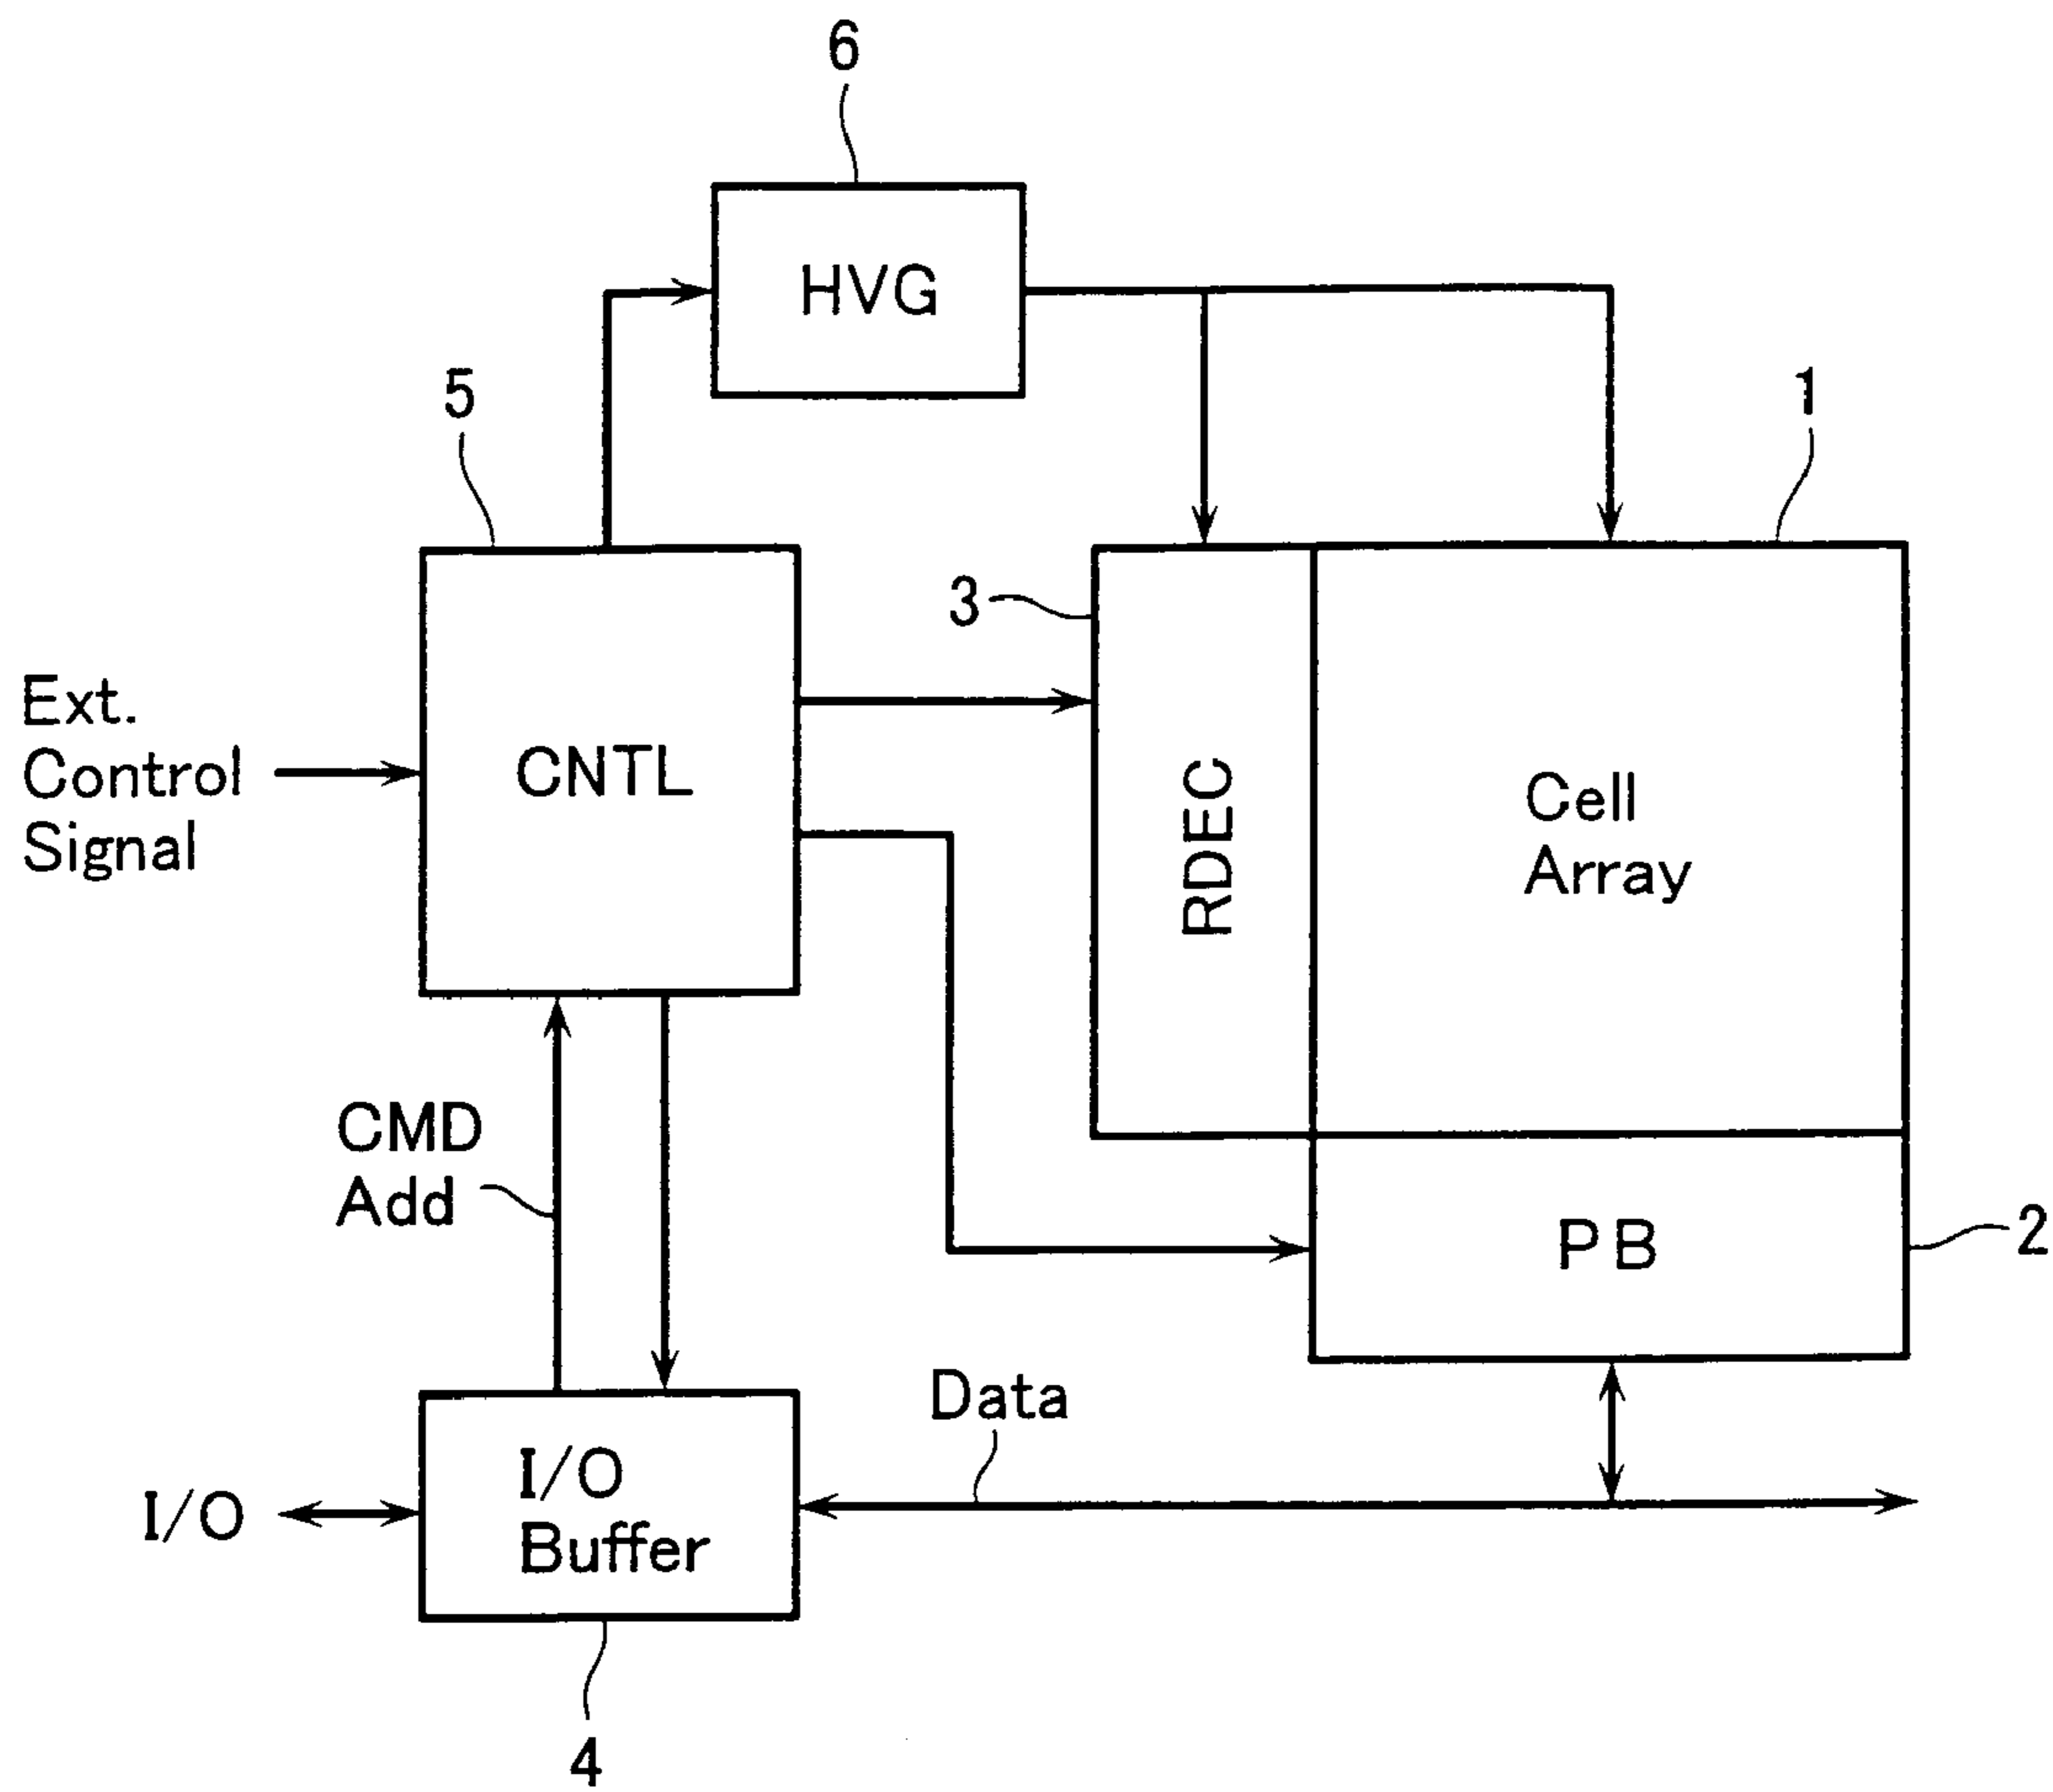 6
HVG
5
1
3
Ext.
Control
Signal
CNTL
RDEC
Cell
Array
CMD
Add
PB
2
Data
I/O
I/O
Buffer
4